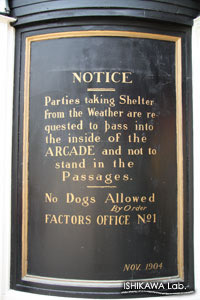 NOTICE
Parties taking Shelter
from the Weather are re-
quested to pass into
the inside of the
ARCADE and not to
stand in the
Passages.
No Dogs Allowed
By Order
FACTORS OFFICE No1
NOV. 1904
ISHIKAWA Lab.